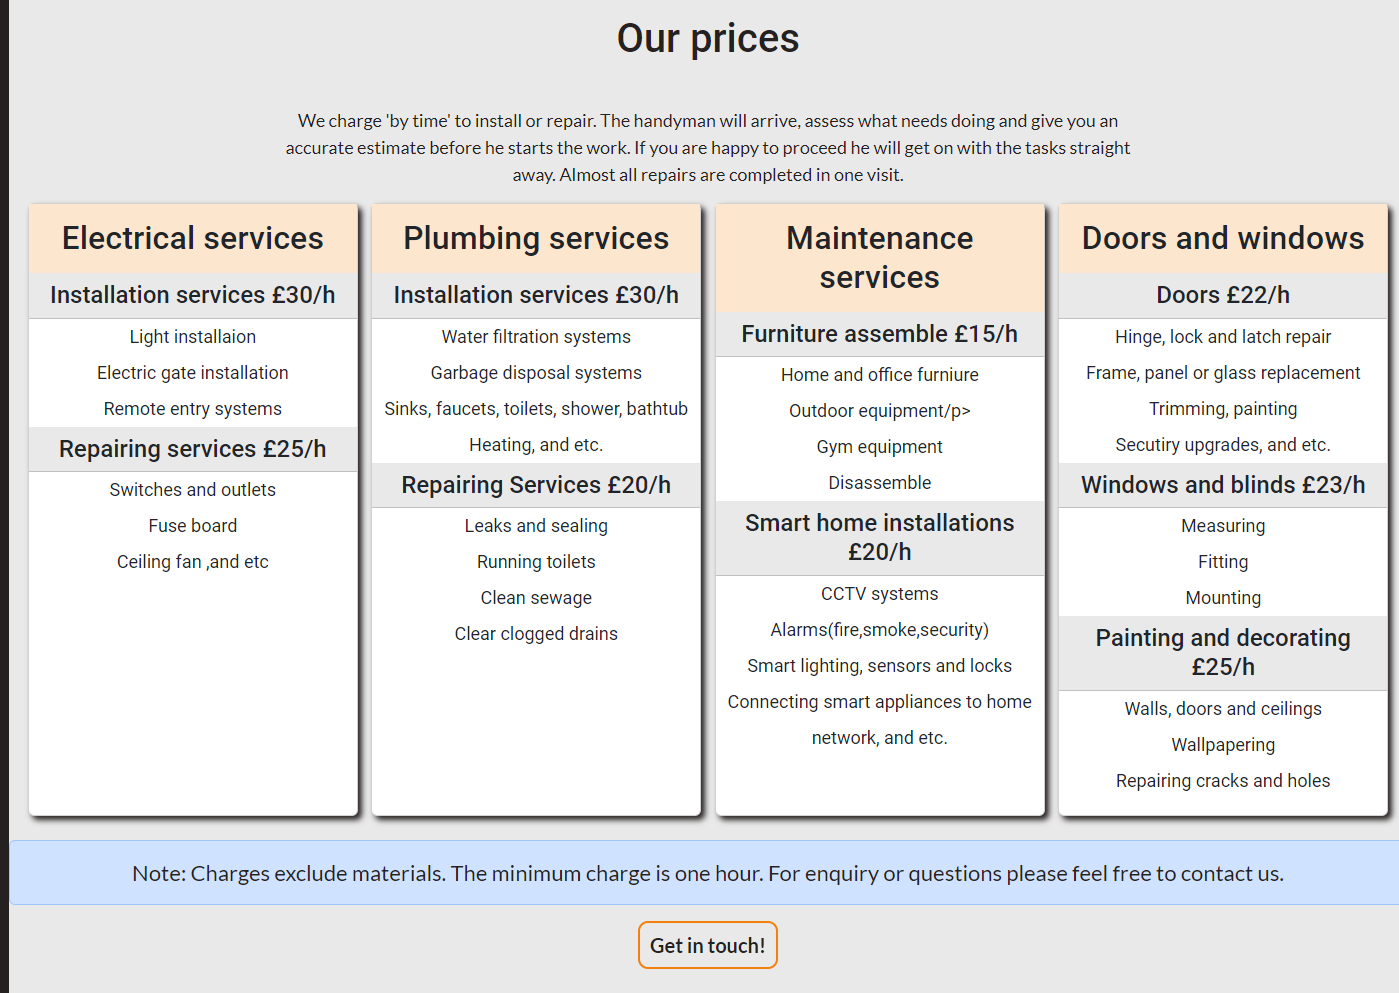 Our prices
We charge 'by time' to install or repair. The handyman will arrive, assess what needs doing and give you an
accurate estimate before he starts the work. If you are happy to proceed he will get on with the tasks straight
away. Almost all repairs are completed in one visit.
Electrical services
Installation services £30/h
Light installaion
Electric gate installation
Remote entry systems
Repairing services £25/h
Switches and outlets
Fuse board
Ceiling fan ,and etc
Plumbing services
Installation services £30/h
Water filtration systems
Garbage disposal systems
Sinks, faucets, toilets, shower, bathtub
Heating, and etc.
Repairing Services £20/h
Leaks and sealing
Running toilets
Clean sewage
Clear clogged drains
Maintenance
services
Furniture assemble £15/h
Home and office furniure
Outdoor equipment/p>
Gym equipment
Disassemble
Smart home installations
£20/h
CCTV systems
Alarms(fire,smoke,security)
Smart lighting, sensors and locks
Connecting smart appliances to home
network, and etc.
Doors and windows
Doors £22/h
Hinge, lock and latch repair
Frame, panel or glass replacement
Trimming, painting
Secutiry upgrades, and etc.
Windows and blinds £23/h
Measuring
Fitting
Mounting
Painting and decorating
£25/h
Walls, doors and ceilings
Wallpapering
Repairing cracks and holes
Note: Charges exclude materials. The minimum charge is one hour. For enquiry or questions please feel free to contact us.
Get in touch!